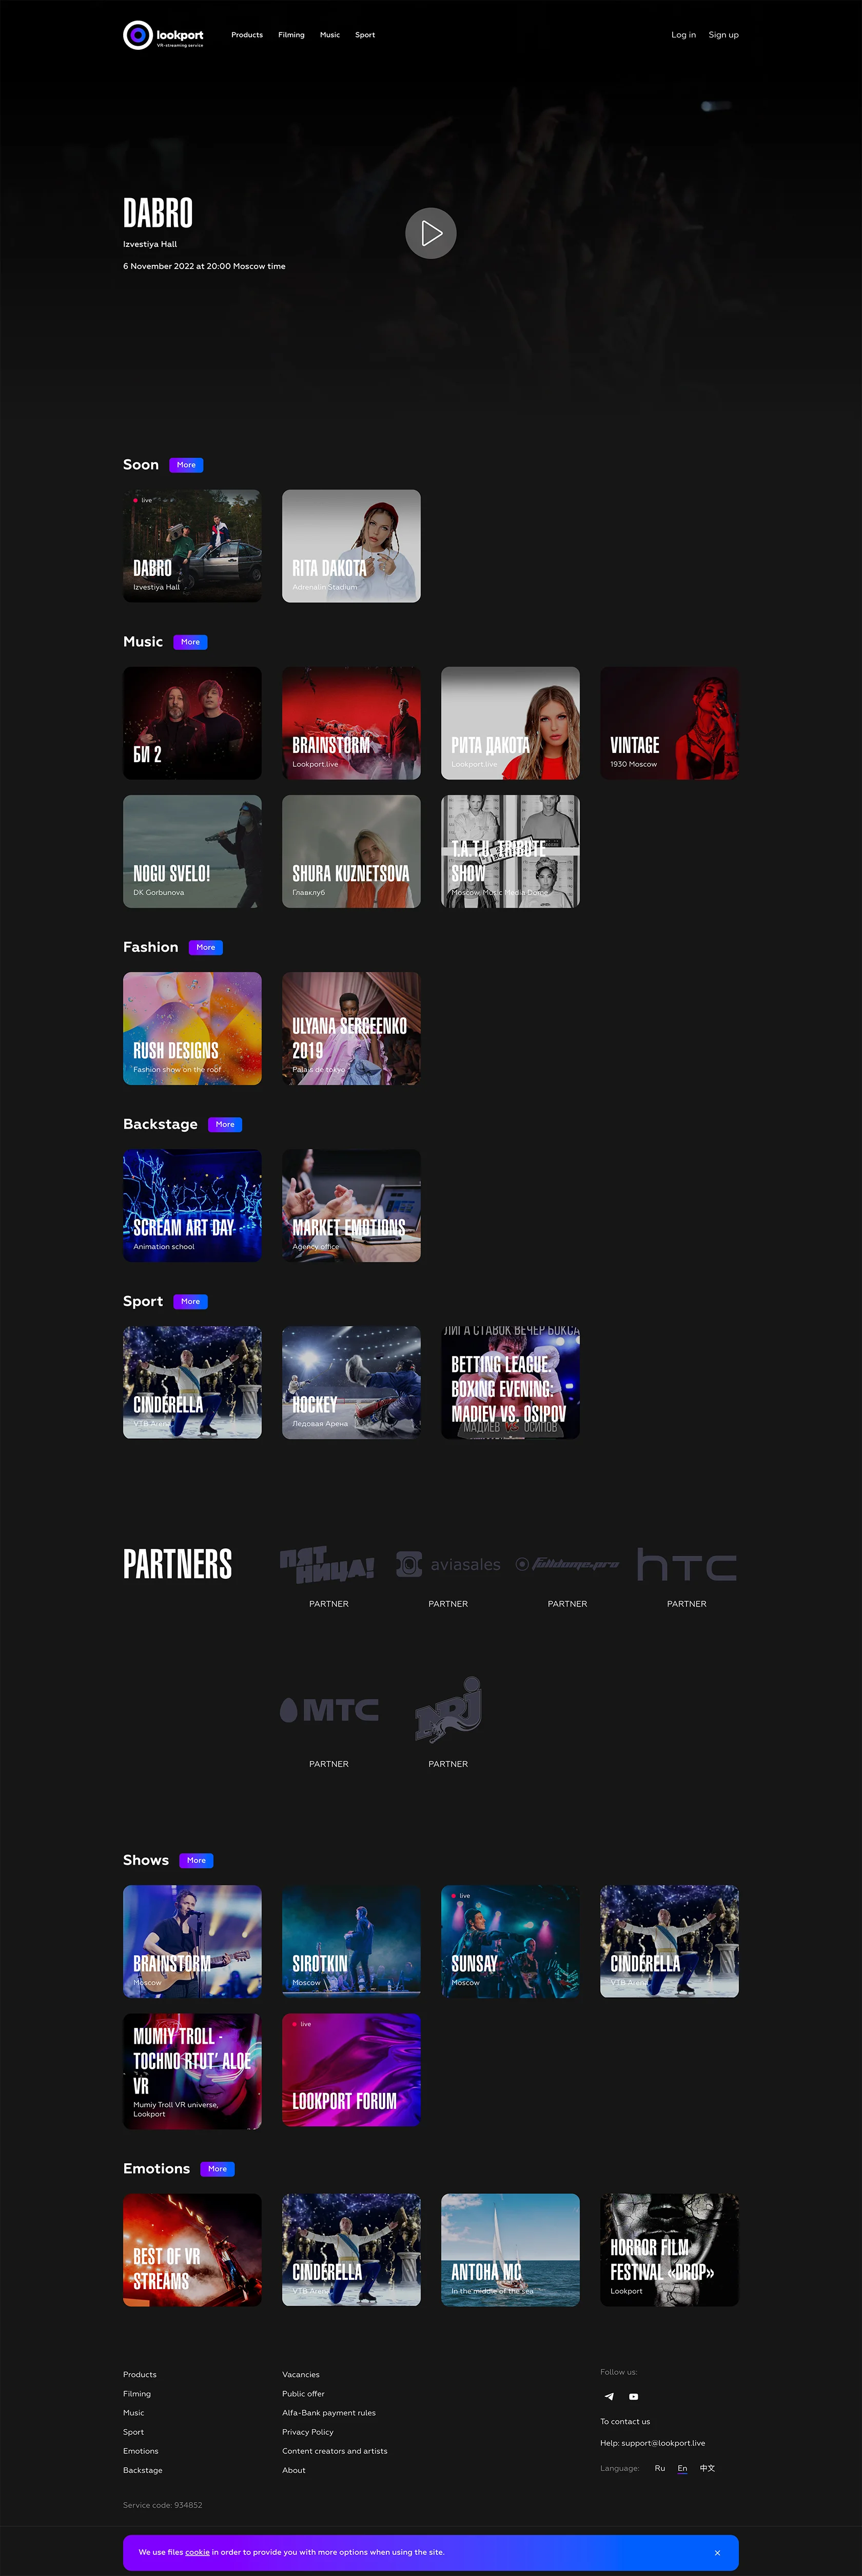 lookport
VR-streaming service
Products
Filming
Music
Sport
Log in
Sign up
DABRO
Izvestiya Hall
6 November 2022 at 20:00 Moscow time
Soon
More
live
DABRO
Izvestiya Hall
RITA DAKOTA
Adrenalin Stadium
Music
More
БИ 2
BRAINSTORM
Lookport.live
РИТА ДАКОТА
Lookport.live
VINTAGE
1930 Moscow
NOGU SVELO!
DK Gorbunova
SHURA KUZNETSOVA
Главклуб
T.A.T.U. TRIBUTE
SHOW
Moscow, Music Media Dome
Fashion
More
RUSH DESIGNS
Fashion show on the roof
ULYANA SERGEENKO
2019
Palais de tokyo
Backstage
More
SCREAM ART DAY
Animation school
MARKET EMOTIONS
Agency office
Sport
More
CINDERELLA
VTB Arena
HOCKEY
Ледовая Арена
ЛИГА СТАВОК ВЕЧЕР БОКСА
BETTING LEAGUE.
BOXING EVENING:
MADIEV VS. OSIPOV
МАДИЕВ VS ОСИПОВ
PARTNERS
ПЯТНИЦА!
aviasales
fulldome.pro
hTC
PARTNER
PARTNER
PARTNER
PARTNER
МТС
NRJ
PARTNER
PARTNER
Shows
More
BRAINSTORM
Moscow
SIROTKIN
Moscow
live
SUNSAY
Moscow
CINDERELLA
VTB Arena
MUMIY TROLL -
TOCHNO RTUT' ALOE
VR
Mumiy Troll VR universe,
Lookport
live
LOOKPORT FORUM
Emotions
More
LIVE
BEST OF VR
STREAMS
CINDERELLA
VTB Arena
ANTOHA MC
In the middle of the sea
HORROR FILM
FESTIVAL «DROP»
Lookport
Products
Filming
Music
Sport
Emotions
Backstage
Vacancies
Public offer
Alfa-Bank payment rules
Privacy Policy
Content creators and artists
About
Follow us:
To contact us
Help: support@lookport.live
Language:
Ru
En
中文
Service code: 934852
We use files cookie in order to provide you with more options when using the site.